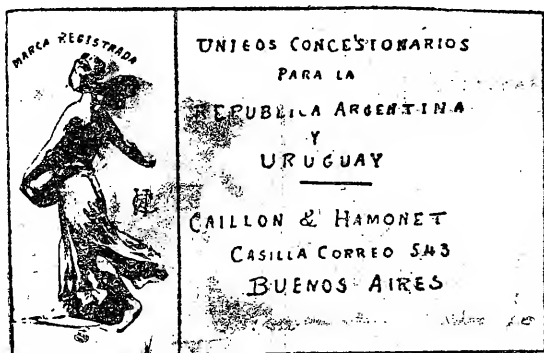 MARCA REGISTRADA
UNICOS CONCESIONARIOS
PARA LA
REPUBLICA ARGENTINA
Y
URUGUAY
CAILLON & HAMONET
CASILLA CORREO 543
BUENOS AIRES